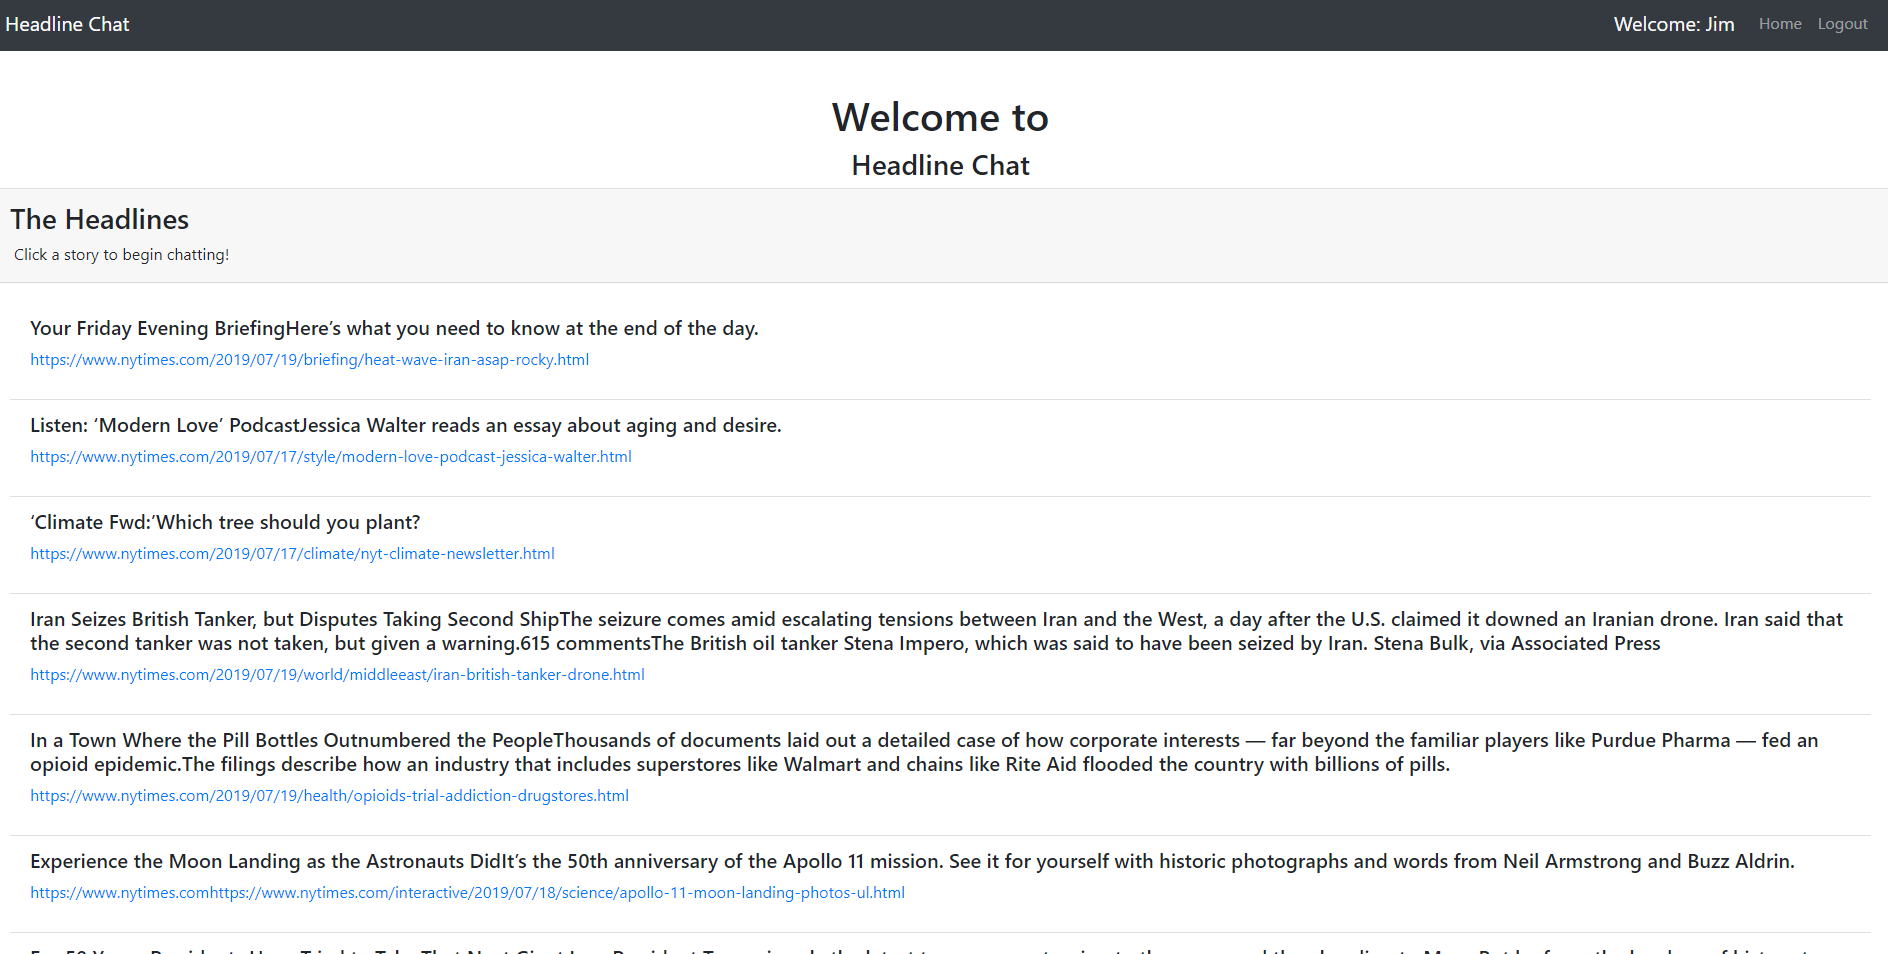 Headline Chat
Welcome: Jim Home Logout
Welcome to
Headline Chat
The Headlines
Click a story to begin chatting!
Your Friday Evening BriefingHere’s what you need to know at the end of the day.
https://www.nytimes.com/2019/07/19/briefing/heat-wave-iran-asap-rocky.html
Listen: ‘Modern Love’ PodcastJessica Walter reads an essay about aging and desire.
https://www.nytimes.com/2019/07/17/style/modern-love-podcast-jessica-walter.html
‘Climate Fwd:’Which tree should you plant?
https://www.nytimes.com/2019/07/17/climate/nyt-climate-newsletter.html
Iran Seizes British Tanker, but Disputes Taking Second ShipThe seizure comes amid escalating tensions between Iran and the West, a day after the U.S. claimed it downed an Iranian drone. Iran said that
the second tanker was not taken, but given a warning.615 commentsThe British oil tanker Stena Impero, which was said to have been seized by Iran. Stena Bulk, via Associated Press
https://www.nytimes.com/2019/07/19/world/middleeast/iran-british-tanker-drone.html
In a Town Where the Pill Bottles Outnumbered the PeopleThousands of documents laid out a detailed case of how corporate interests — far beyond the familiar players like Purdue Pharma — fed an
opioid epidemic.The filings describe how an industry that includes superstores like Walmart and chains like Rite Aid flooded the country with billions of pills.
https://www.nytimes.com/2019/07/19/health/opioids-trial-addiction-drugstores.html
Experience the Moon Landing as the Astronauts DidIt’s the 50th anniversary of the Apollo 11 mission. See it for yourself with historic photographs and words from Neil Armstrong and Buzz Aldrin.
https://www.nytimes.comhttps://www.nytimes.com/interactive/2019/07/18/science/apollo-11-moon-landing-photos-ul.html